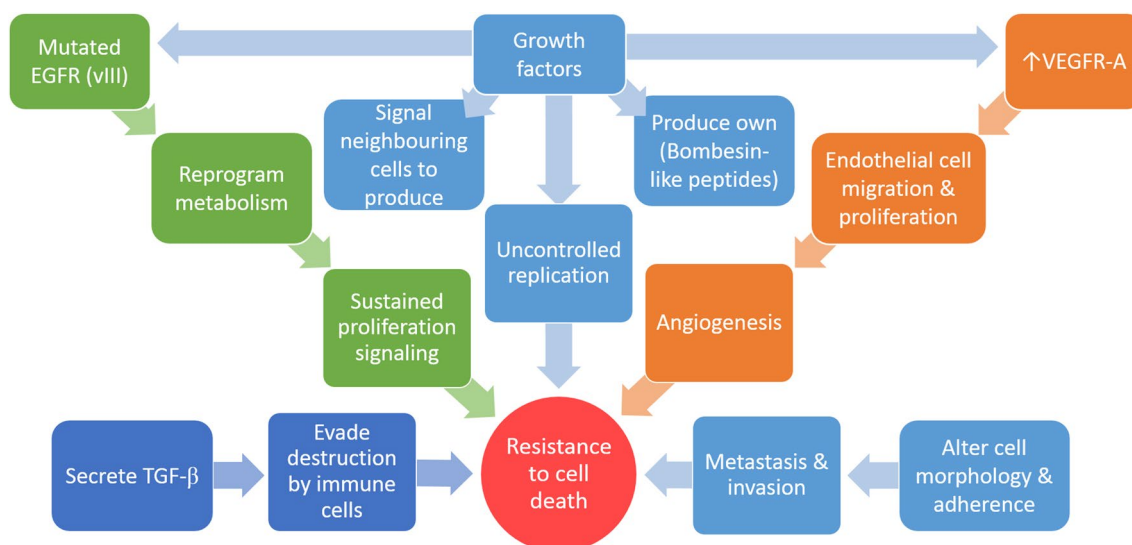 Mutated
EGFR (vIII)
Growth
factors
↑VEGFR-A
Signal
neighbouring
cells to
produce
Produce own
(Bombesin-
like peptides)
Reprogram
metabolism
Endothelial cell
migration &
proliferation
Uncontrolled
replication
Sustained
proliferation
signaling
Angiogenesis
Secrete TGF-β
Evade
destruction
by immune
cells
Resistance
to cell
death
Metastasis &
invasion
Alter cell
morphology &
adherence